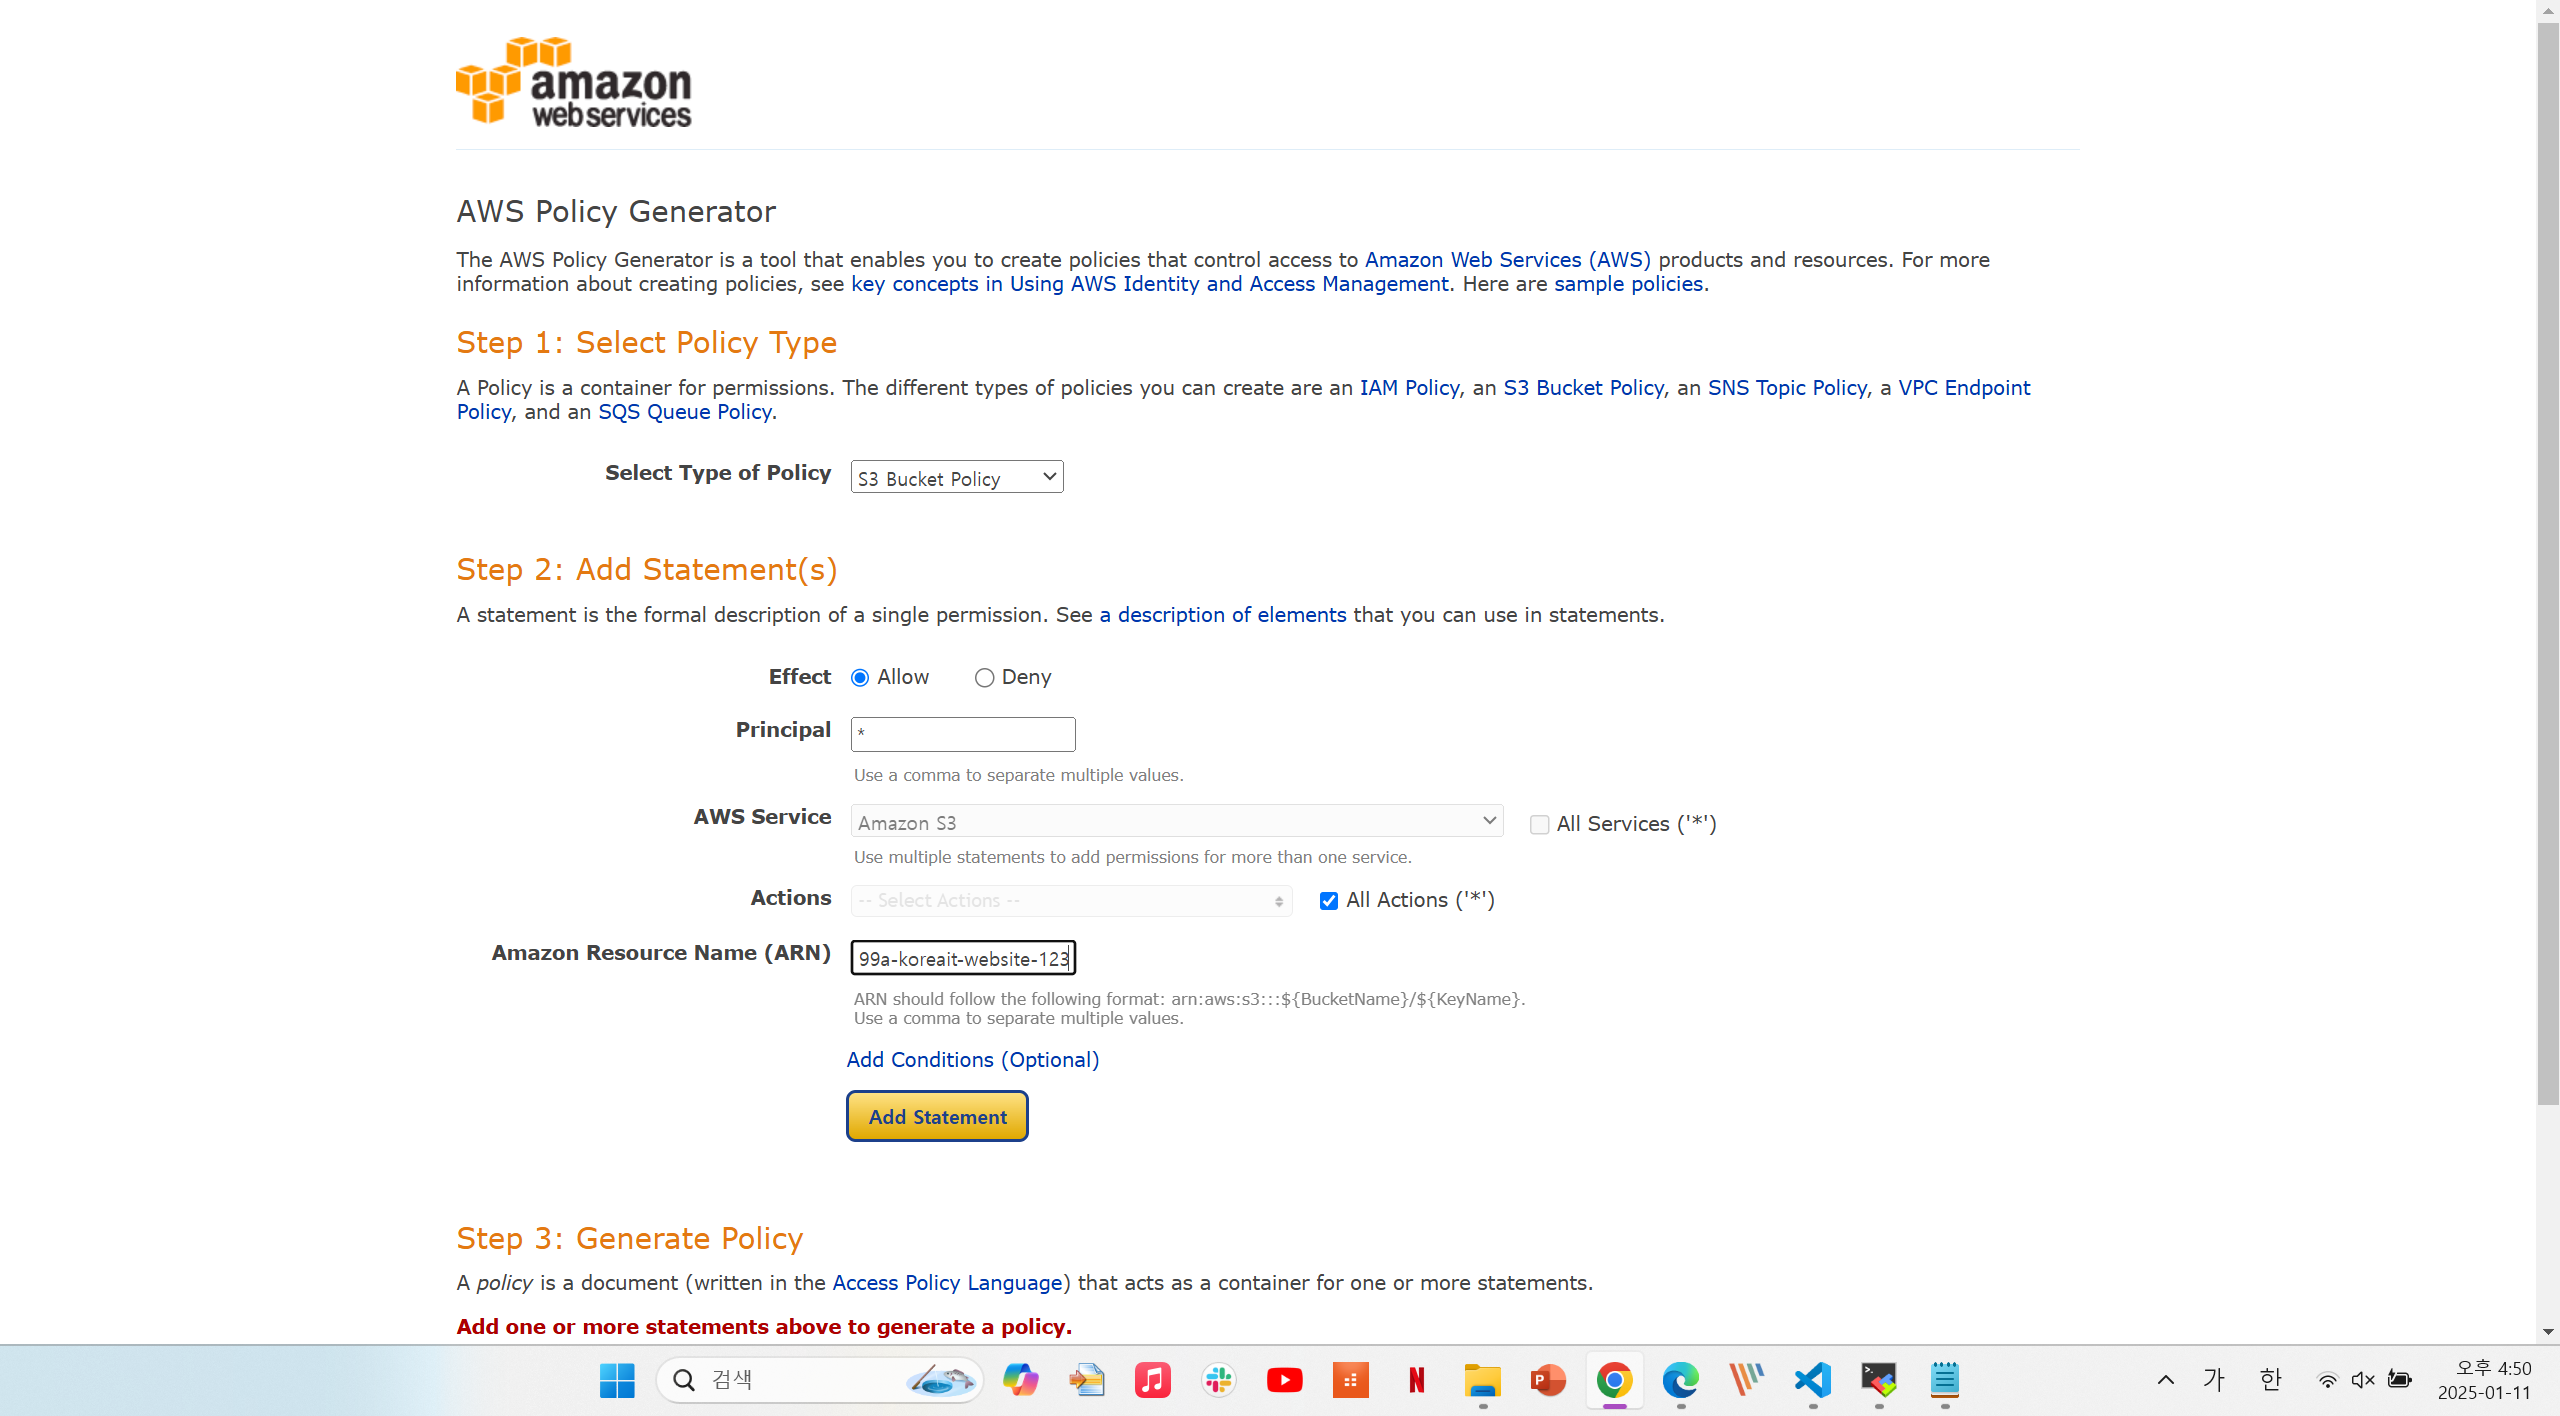 amazon
web services
AWS Policy Generator
The AWS Policy Generator is a tool that enables you to create policies that control access to Amazon Web Services (AWS) products and resources. For more
information about creating policies, see key concepts in Using AWS Identity and Access Management. Here are sample policies.
Step 1: Select Policy Type
A Policy is a container for permissions. The different types of policies you can create are an IAM Policy, an S3 Bucket Policy, an SNS Topic Policy, a VPC Endpoint
Policy, and an SQS Queue Policy.
Select Type of Policy S3 Bucket Policy
Step 2: Add Statement(s)
A statement is the formal description of a single permission. See a description of elements that you can use in statements.
Effect Allow Deny
Principal *
Use a comma to separate multiple values.
AWS Service Amazon S3 All Services ('*')
Use multiple statements to add permissions for more than one service.
Actions -- Select Actions -- All Actions ('*')
Amazon Resource Name (ARN) 99a-koreait-website-123
ARN should follow the following format: arn:aws:s3:::${BucketName}/${KeyName}.
Use a comma to separate multiple values.
Add Conditions (Optional)
Add Statement
Step 3: Generate Policy
A policy is a document (written in the Access Policy Language) that acts as a container for one or more statements.
Add one or more statements above to generate a policy.
검색
가 한
오후 4:50
2025-01-11